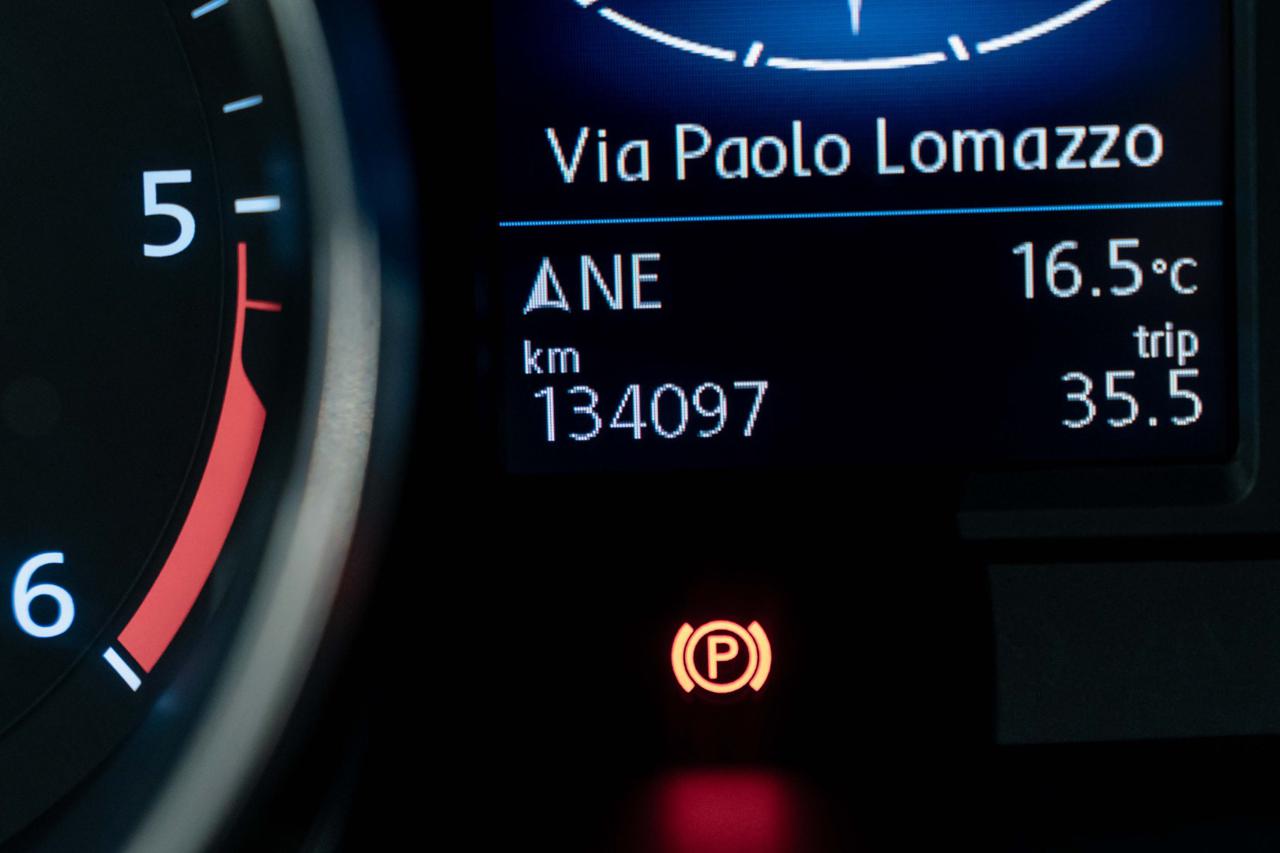 5
6
Via Paolo Lomazzo
NE 16.5°C
km trip
134097 35.5
P